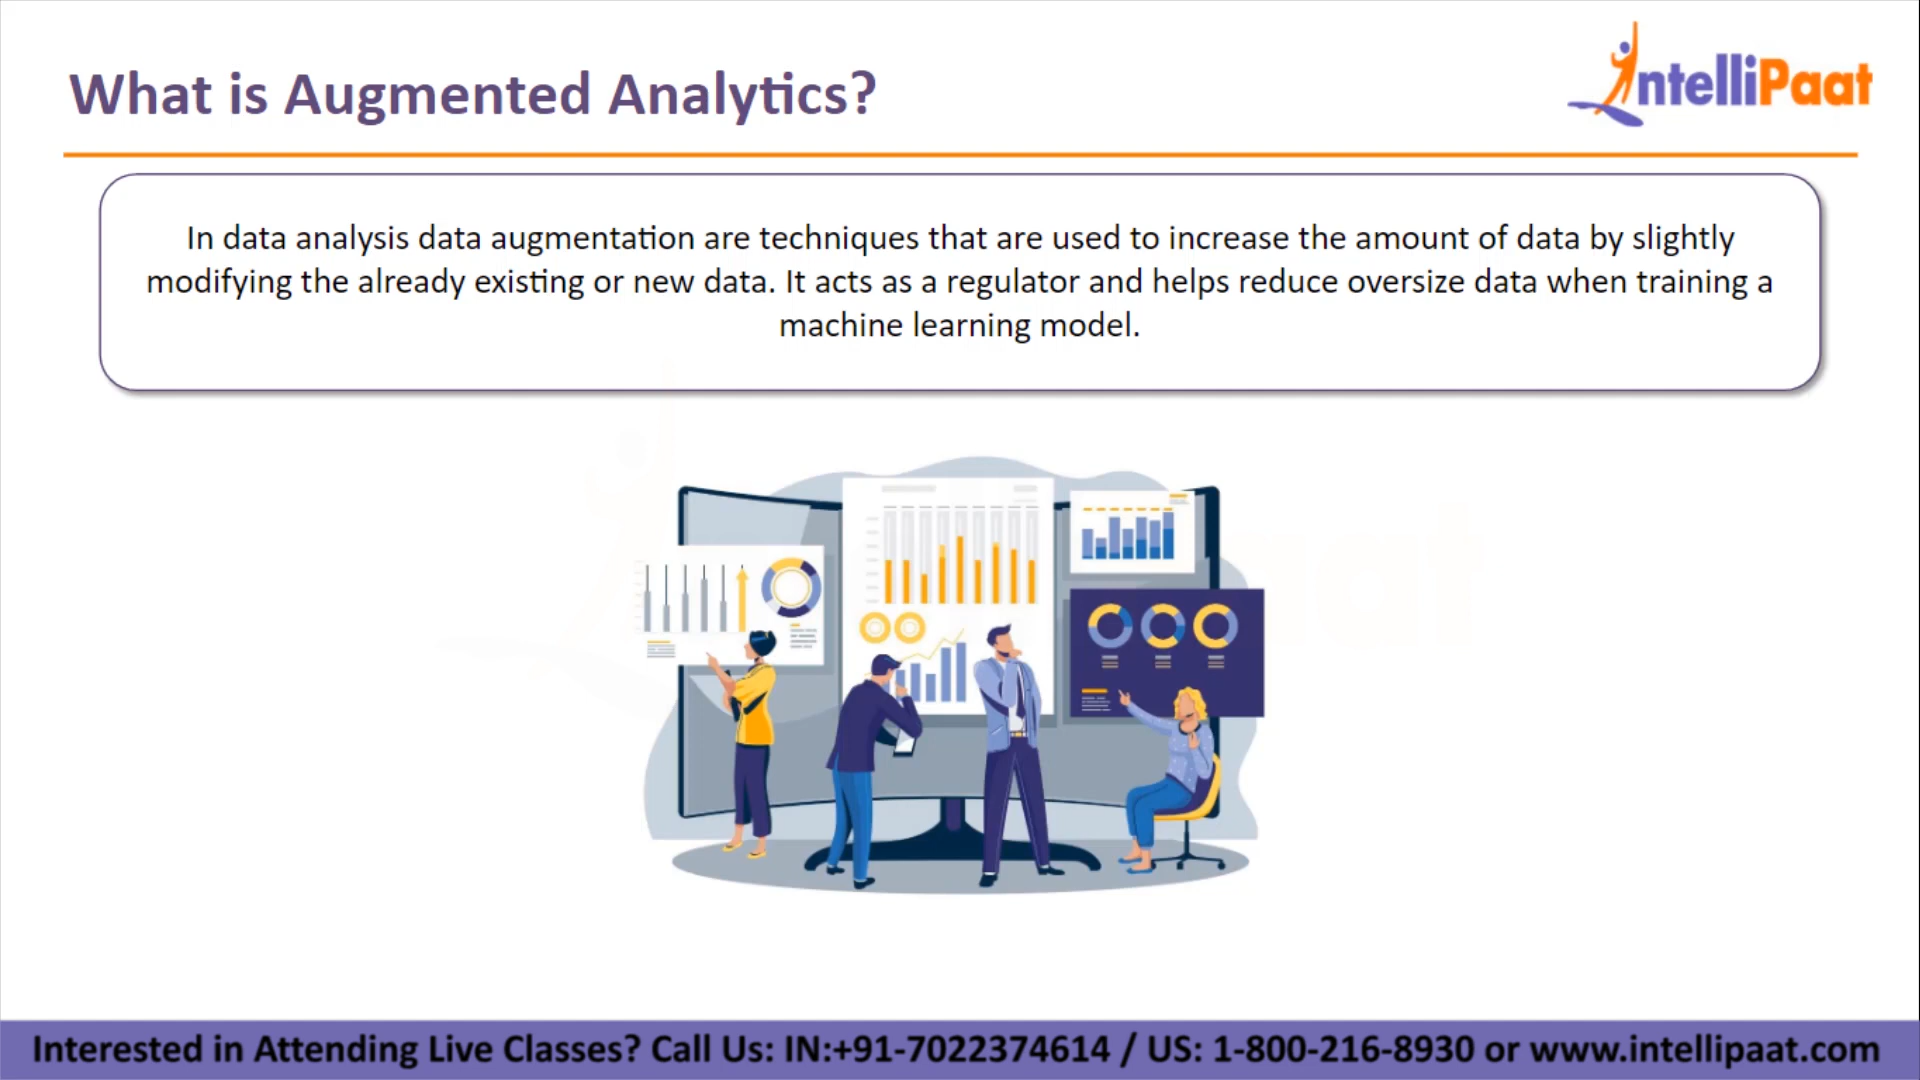 What is Augmented Analytics?
ntelliPaat
In data analysis data augmentation are techniques that are used to increase the amount of data by slightly
modifying the already existing or new data. It acts as a regulator and helps reduce oversize data when training a
machine learning model.
Interested in Attending Live Classes? Call Us: IN:+91-7022374614 / US: 1-800-216-8930 or www.intellipaat.com